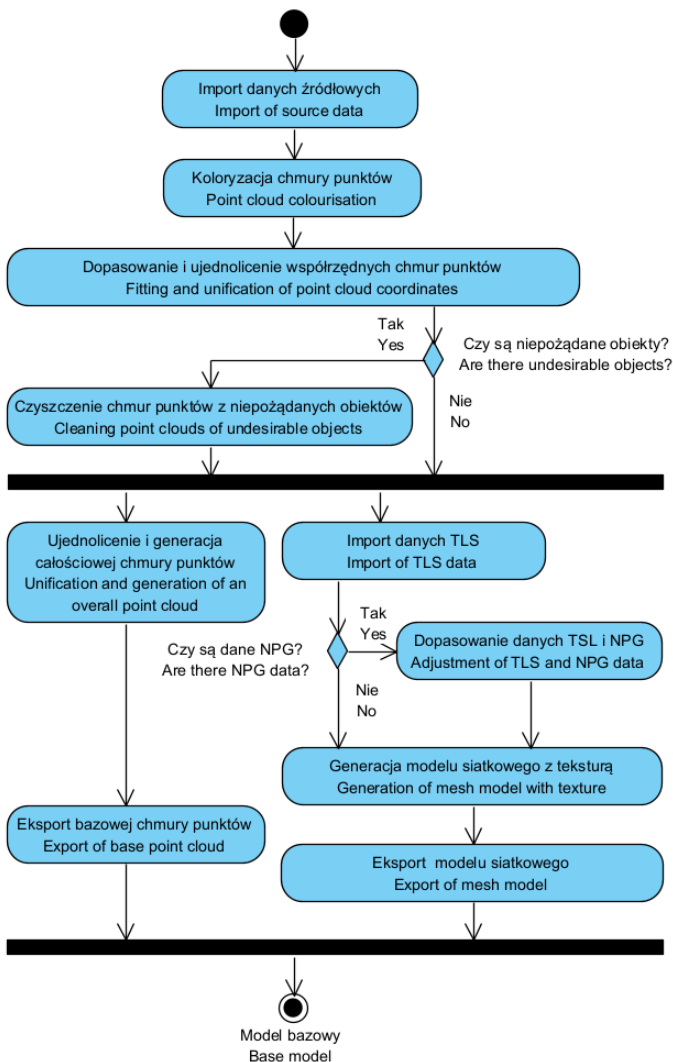 Import danych źródłowych
Import of source data
Koloryzacja chmury punktów
Point cloud colourisation
Dopasowanie i ujednolicenie współrzędnych chmur punktów
Fitting and unification of point cloud coordinates
Tak
Yes
Czy są niepożądane obiekty?
Are there undesirable objects?
Nie
No
Czyszczenie chmur punktów z niepożądanych obiektów
Cleaning point clouds of undesirable objects
Ujednolicenie i generacja
całościowej chmury punktów
Unification and generation of an
overall point cloud
Import danych TLS
Import of TLS data
Tak
Yes
Czy są dane NPG?
Are there NPG data?
Dopasowanie danych TSL i NPG
Adjustment of TLS and NPG data
Nie
No
Generacja modelu siatkowego z teksturą
Generation of mesh model with texture
Eksport bazowej chmury punktów
Export of base point cloud
Eksport modelu siatkowego
Export of mesh model
Model bazowy
Base model